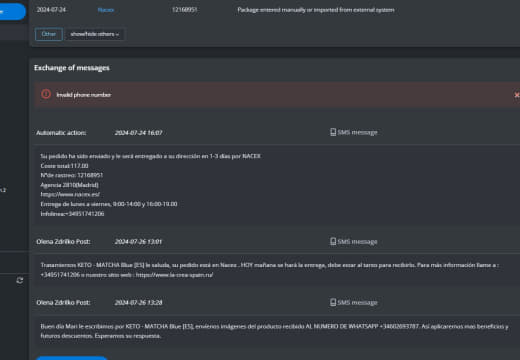 2024-07-24 Nacex 12168951 Package entered manually or imported from external system
Other show/hide others
Exchange of messages
Invalid phone number
Automatic action: 2024-07-24 16:07 SMS message
Su pedido ha sido enviado y le será entregado a su dirección en 1-3 días por NACEX
Coste total:117.00
Nºde rastreo: 12168951
Agencia 2810[Madrid]
https://www.nacex.es/
Entrega de lunes a viernes, 9:00-14:00 y 16:00-19.00
Infolinea:+34951741206
Olena Zdrilko Post: 2024-07-26 13:01 SMS message
Tratamientos KETO - MATCHA Blue [ES] le saluda, su pedido está en Nacex . HOY mañana se hará la entrega, debe estar al tanto para recibirlo. Para más información llame a :
+34951741206 o nuestro sitio web : https://www-la-crea-spain.ru/
Olena Zdrilko Post: 2024-07-26 13:28 SMS message
Buen día Mari le escribimos por KETO - MATCHA Blue [ES], envíenos imágenes del producto recibido AL NUMERO DE WHATSAPP +34602693787. Así aplicaremos mas beneficios y
futuros descuentos. Esperamos su respuesta.